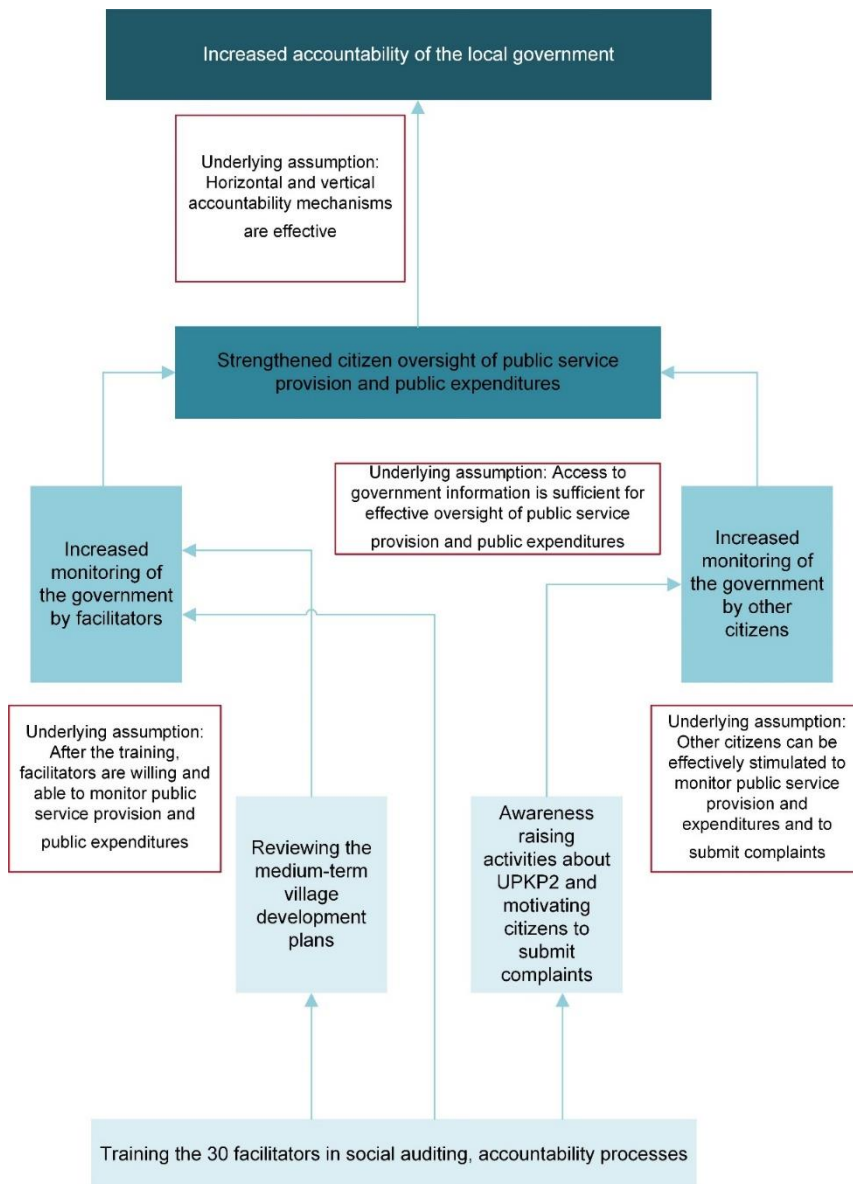 Increased accountability of the local government
Underlying assumption:
Horizontal and vertical
accountability mechanisms
are effective
Strengthened citizen oversight of public service
provision and public expenditures
Underlying assumption: Access to
government information is sufficient for
effective oversight of public service
provision and public expenditures
Increased
monitoring of
the government
by facilitators
Increased
monitoring of
the government
by other
citizens
Underlying assumption:
After the training,
facilitators are willing and
able to monitor public
service provision and
public expenditures
Reviewing the
medium-term
village
development
plans
Awareness
raising
activities about
UPKP2 and
motivating
citizens to
submit
complaints
Underlying assumption:
Other citizens can be
effectively stimulated to
monitor public service
provision and
expenditures and to
submit complaints
Training the 30 facilitators in social auditing, accountability processes